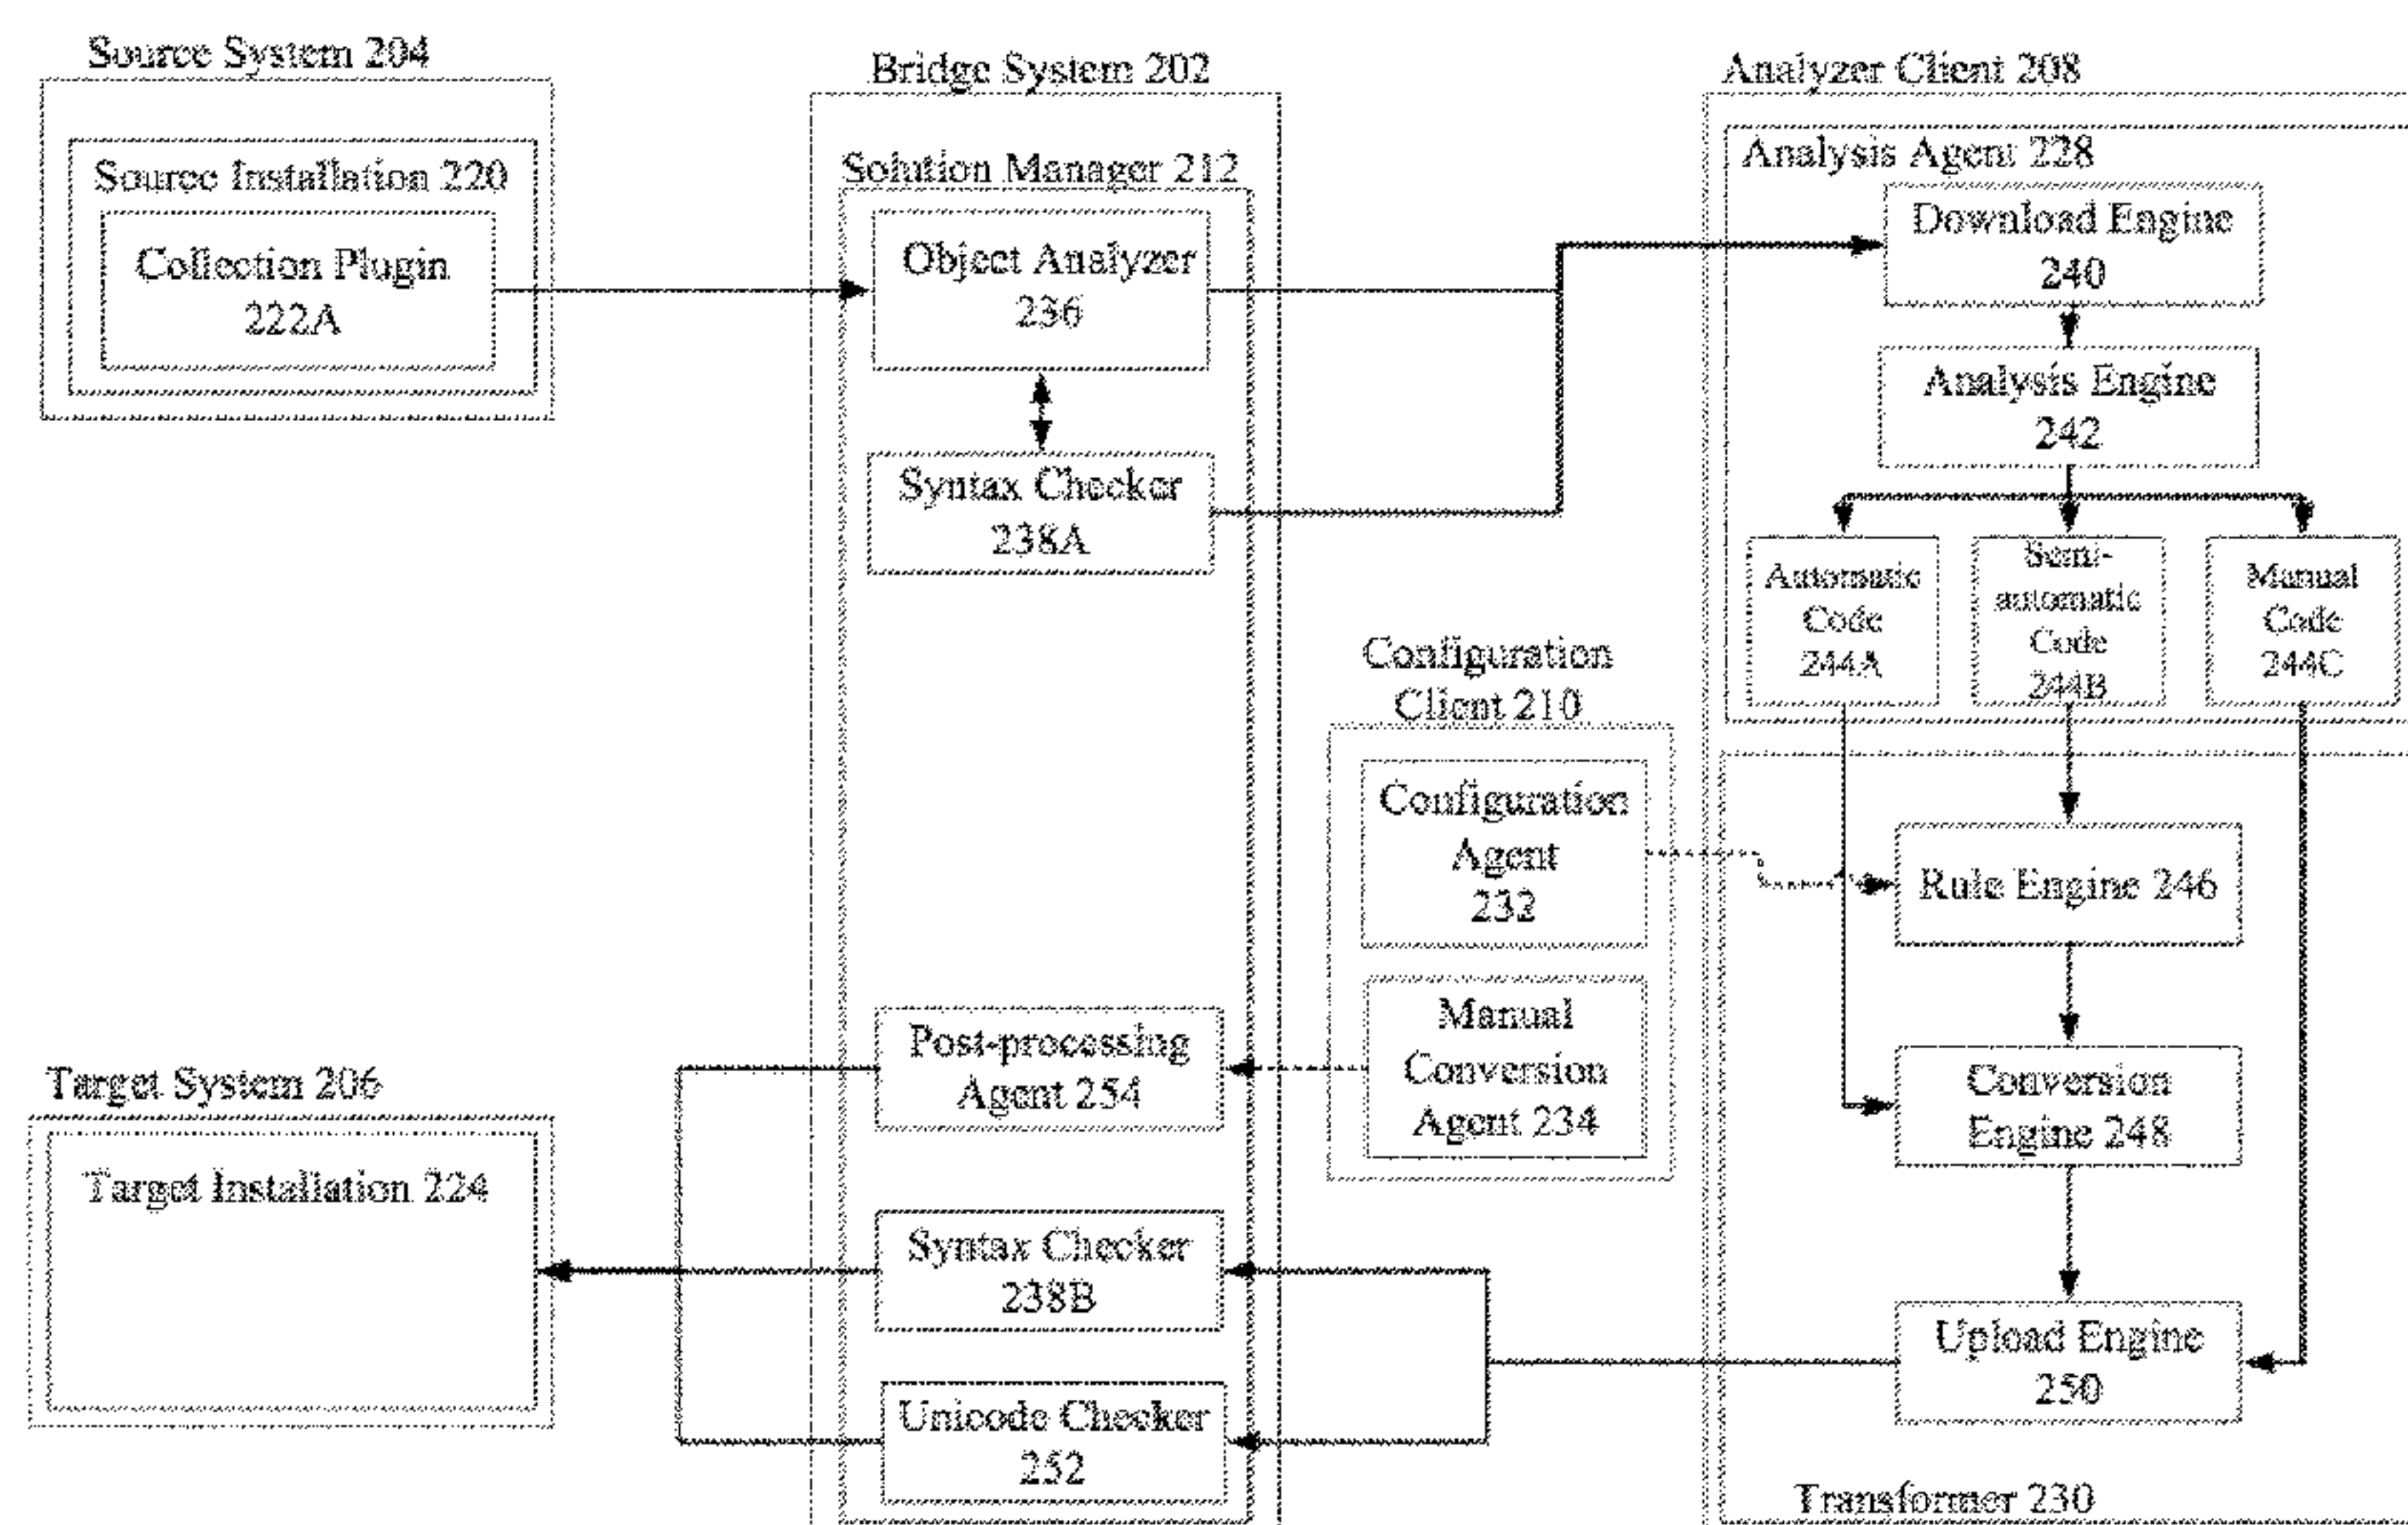 Source System 204
Source Installation 220
Collection Plugin
222A
Bridge System 202
Solution Manager 212
Object Analyzer
236
Syntax Checker
238A
Analyzer Client 208
Analysis Agent 228
Download Engine
240
Analysis Engine
242
Automatic
Code
244A
Semi-
automatic
Code
244B
Manual
Code
244C
Configuration
Client 210
Configuration
Agent
232
Manual
Conversion
Agent 234
Rule Engine 246
Conversion
Engine 248
Upload Engine
250
Transformer 230
Post-processing
Agent 254
Syntax Checker
238B
Unicode Checker
252
Target System 206
Target Installation 224